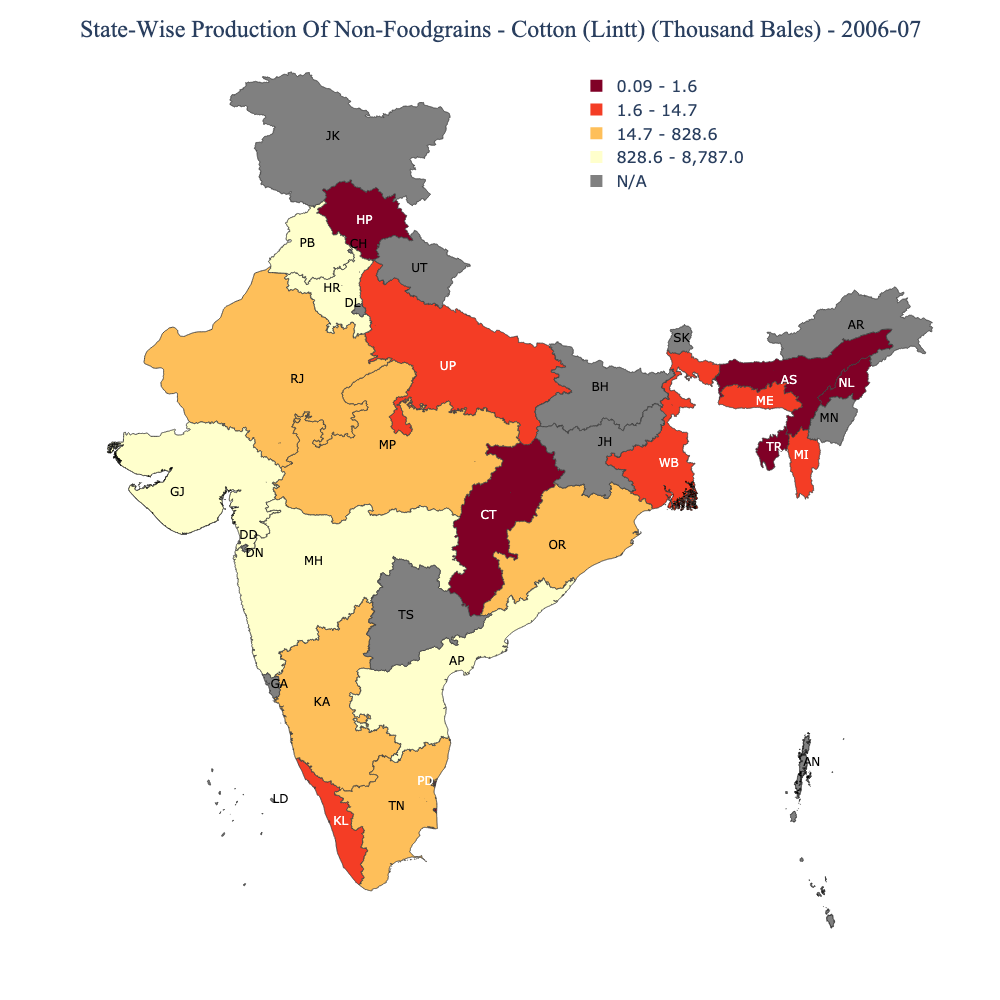 State-Wise Production Of Non-Foodgrains - Cotton (Lintt) (Thousand Bales) - 2006-07
0.09 - 1.6
1.6 - 14.7
14.7 - 828.6
828.6 - 8,787.0
N/A
JK
HP
CH
PB
UT
HR
DL
SK
AR
RJ
UP
BH
AS
NL
ME
MN
MP
JH
TR
MI
WB
GJ
CT
DD
DN
MH
OR
TS
AP
GA
KA
AN
PD
LD
TN
KL